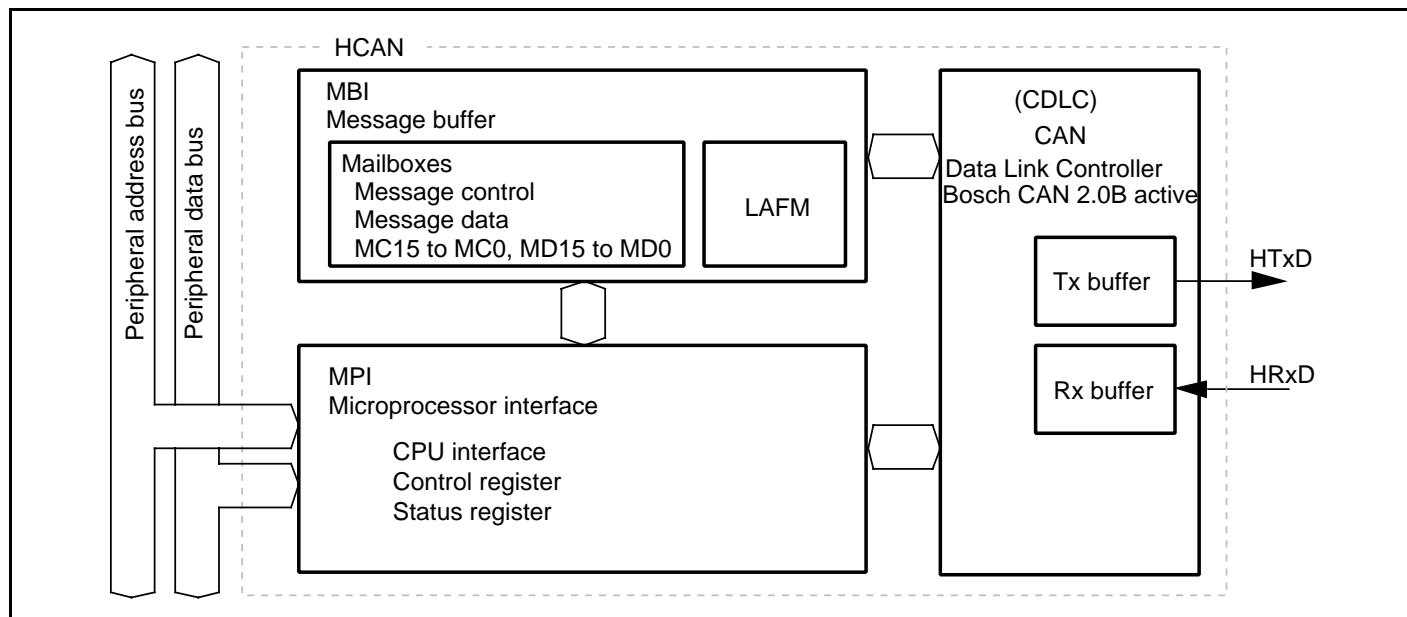 HCAN
Peripheral address bus
Peripheral data bus
MBI
Message buffer
Mailboxes
Message control
Message data
MC15 to MC0, MD15 to MD0
LAFM
(CDLC)
CAN
Data Link Controller
Bosch CAN 2.0B active
Tx buffer
HTxD
Rx buffer
HRxD
MPI
Microprocessor interface
CPU interface
Control register
Status register